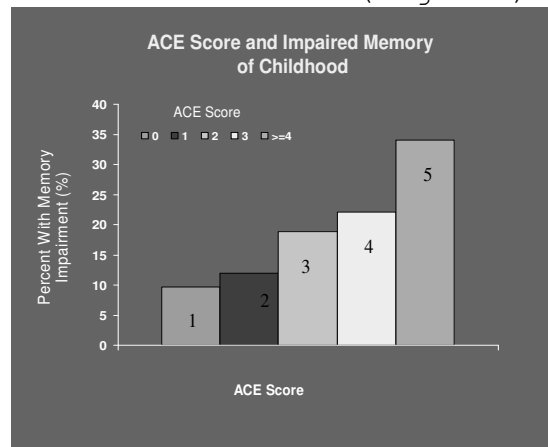 ACE Score and Impaired Memory
of Childhood
ACE Score
0 1 2 3 >=4
Percent With Memory
Impairment (%)
40
35
30
25
20
15
10
5
0
1
2
3
4
5
ACE Score